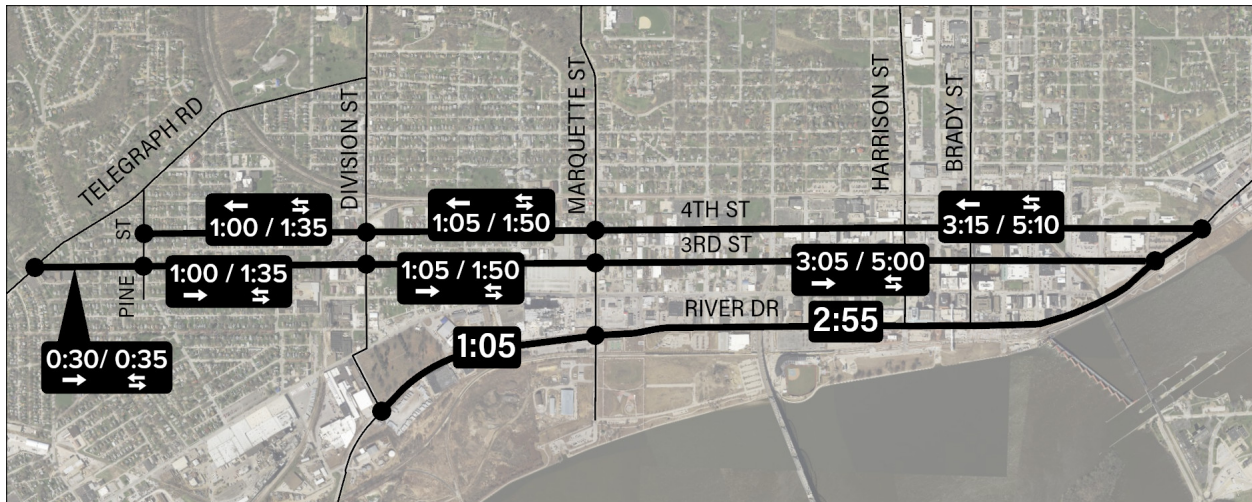 TELEGRAPH RD
DIVISION ST
MARQUETTE ST
HARRISON ST
BRADY ST
1:00 / 1:35
1:05 / 1:50
4TH ST
3:15 / 5:10
PINE ST
3RD ST
1:00 / 1:35
1:05 / 1:50
3:05 / 5:00
RIVER DR
2:55
1:05
0:30/ 0:35